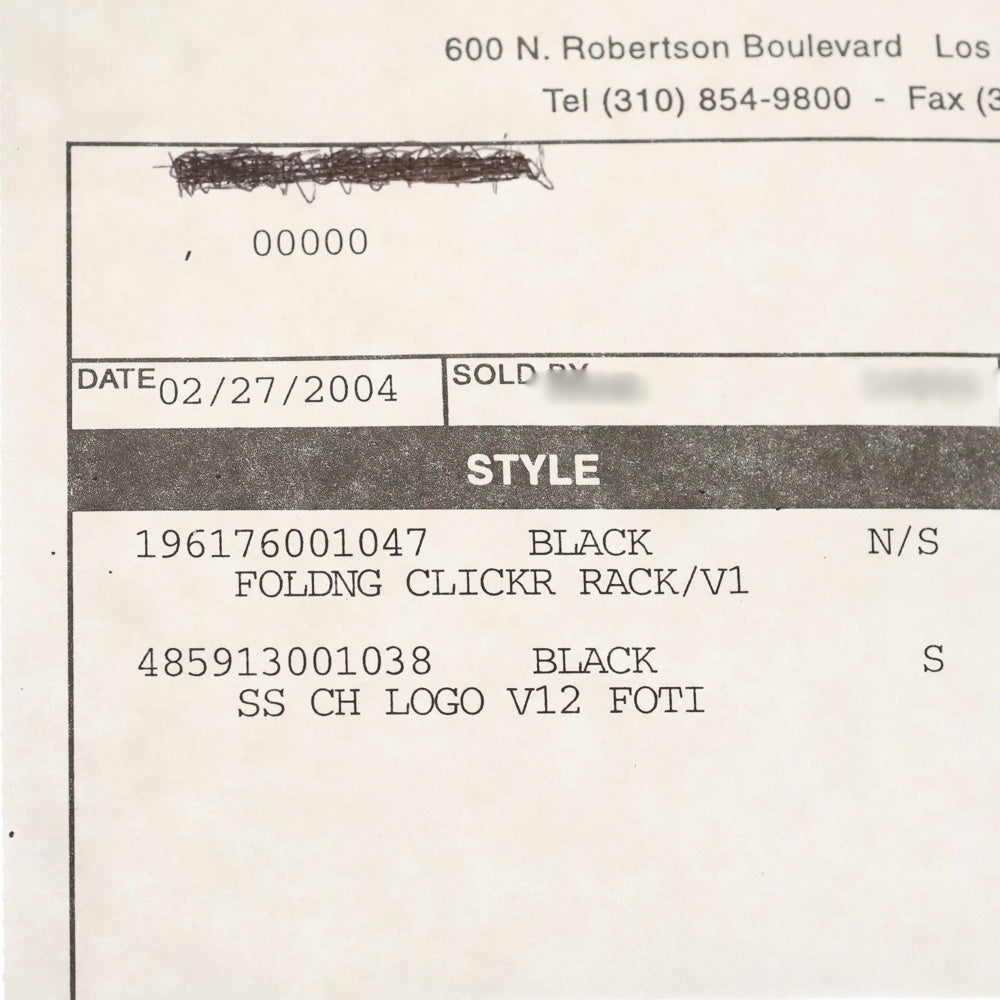 600 N. Robertson Boulevard Los
Tel (310) 854-9800 - Fax (3
, 00000
DATE 02/27/2004 SOLD BY
STYLE
196176001047 BLACK N/S
FOLDNG CLICKR RACK/V1
485913001038 BLACK S
SS CH LOGO V12 FOTI